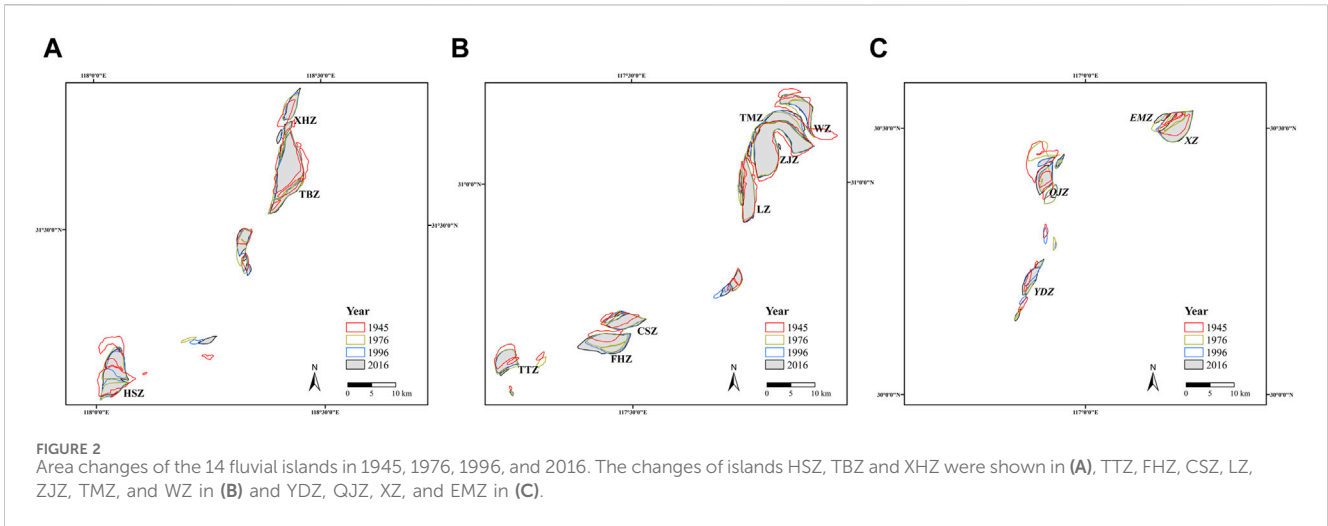 A
B
C
118°0'0"E
118°30'0"E
31°30'0"N
31°30'0"N
XHZ
TBZ
HSZ
Year
1945
1976
1996
2016
N
0 5 10 km
118°0'0"E
118°30'0"E
117°30'0"E
31°0'0"N
31°0'0"N
TMZ
WZ
ZJZ
LZ
CSZ
FHZ
TTZ
Year
1945
1976
1996
2016
N
0 5 10 km
117°30'0"E
117°0'0"E
30°30'0"N
30°30'0"N
EMZ
XZ
QJZ
YDZ
Year
1945
1976
1996
2016
N
0 5 10 km
30°0'0"N
30°0'0"N
117°0'0"E
FIGURE 2
Area changes of the 14 fluvial islands in 1945, 1976, 1996, and 2016. The changes of islands HSZ, TBZ and XHZ were shown in (A), TTZ, FHZ, CSZ, LZ,
ZJZ, TMZ, and WZ in (B) and YDZ, QJZ, XZ, and EMZ in (C).